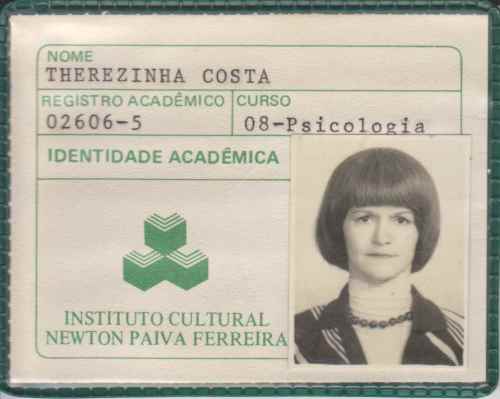 NOME
THEREZINHA COSTA
REGISTRO ACADÊMICO CURSO
02606-5 08-Psicologia
IDENTIDADE ACADÊMICA
INSTITUTO CULTURAL
NEWTON PAIVA FERREIRA